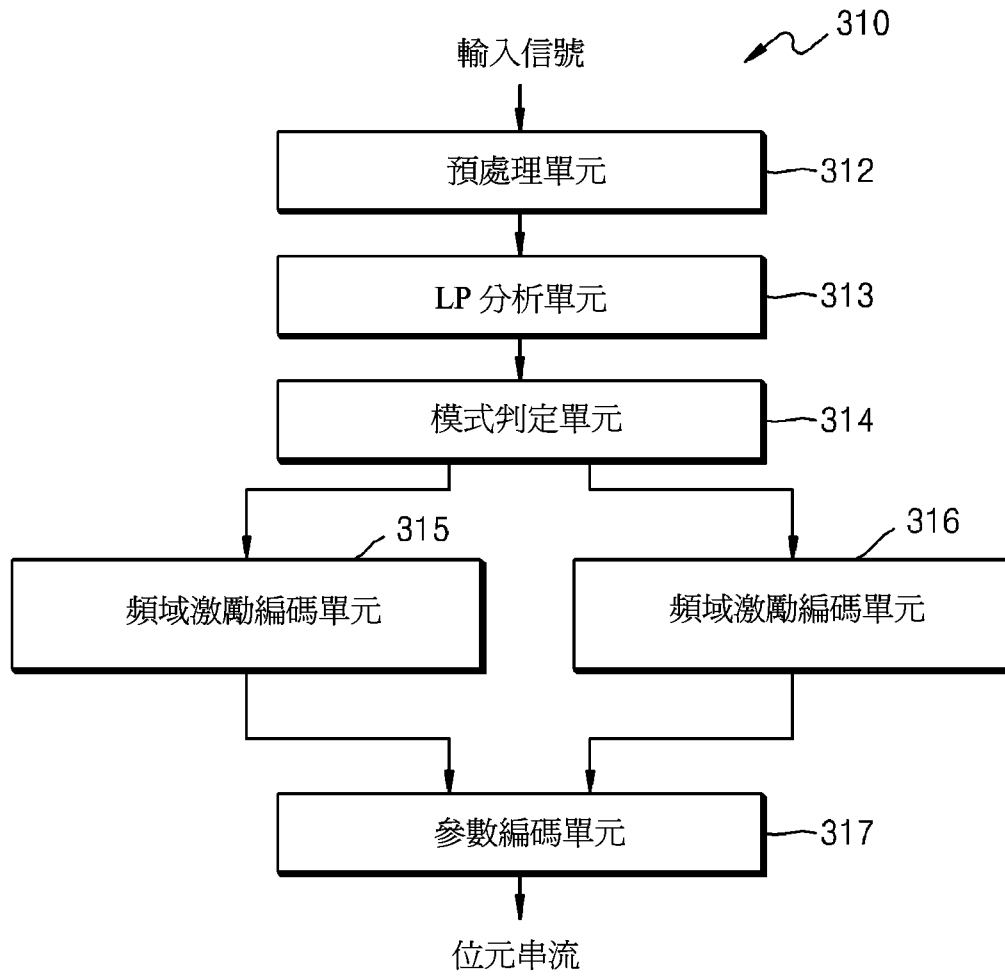 310
輸入信號
預處理單元
312
LP 分析單元
313
模式判定單元
314
315
316
頻域激勵編碼單元
頻域激勵編碼單元
參數編碼單元
317
位元串流